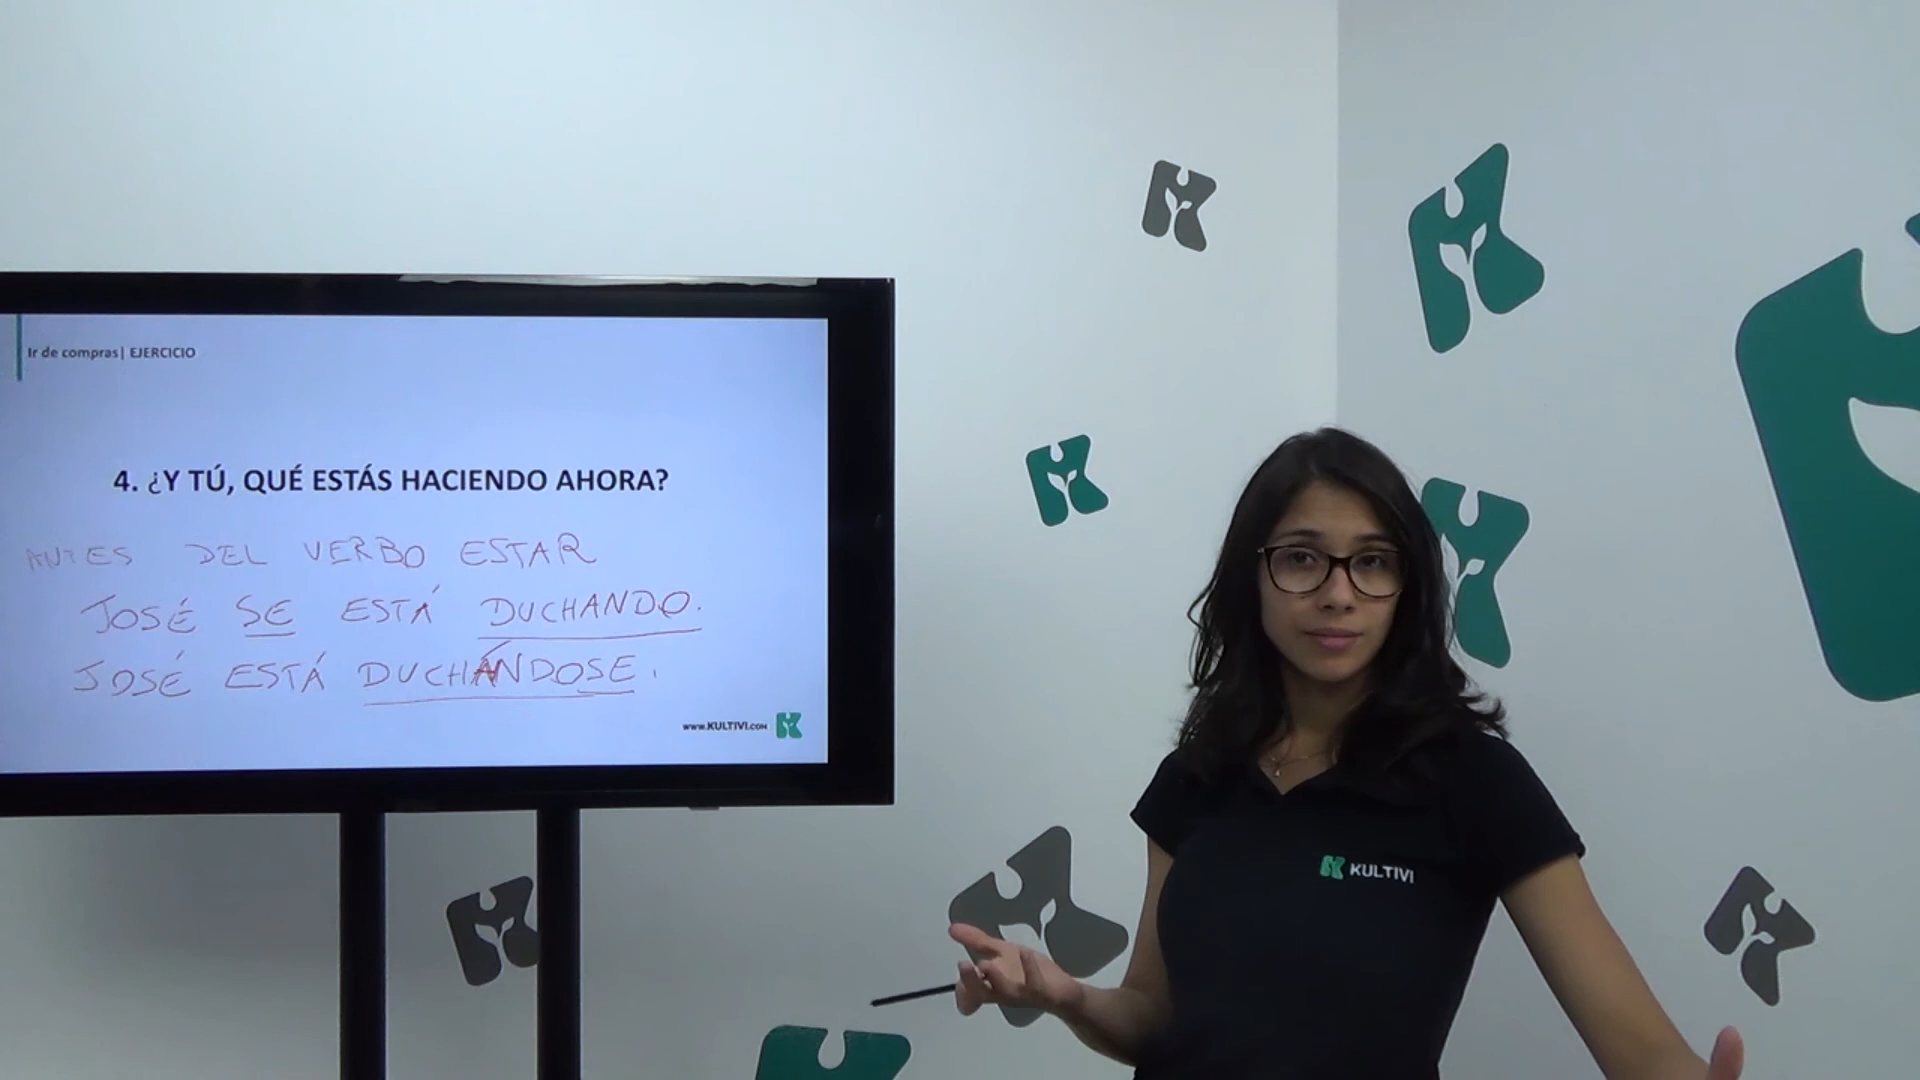 Ir de compras| EJERCICIO
4. ¿Y TÚ, QUÉ ESTÁS HACIENDO AHORA?
ANTES DEL VERBO ESTAR
JOSÉ SE ESTÁ DUCHANDO.
JOSÉ ESTÁ DUCHÁNDOSE.
www.KULTIVI.COM
KULTIVI